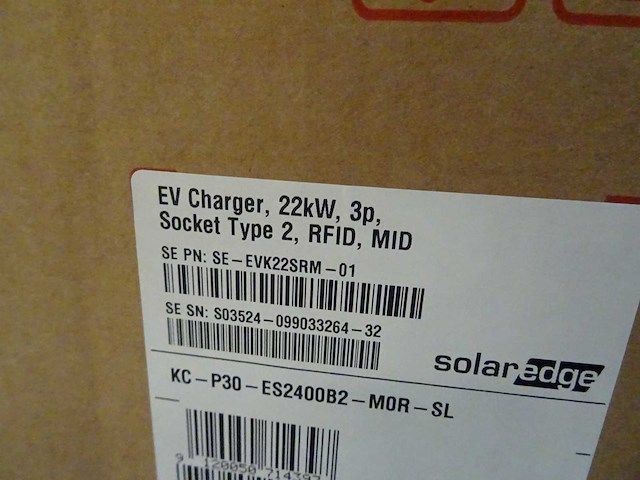 EV Charger, 22kW, 3p,
Socket Type 2, RFID, MID
SE PN: SE-EVK22SRM-01
SE SN: S03524-099033264-32
solaredge
KC-P30-ES2400B2-M0R-SL